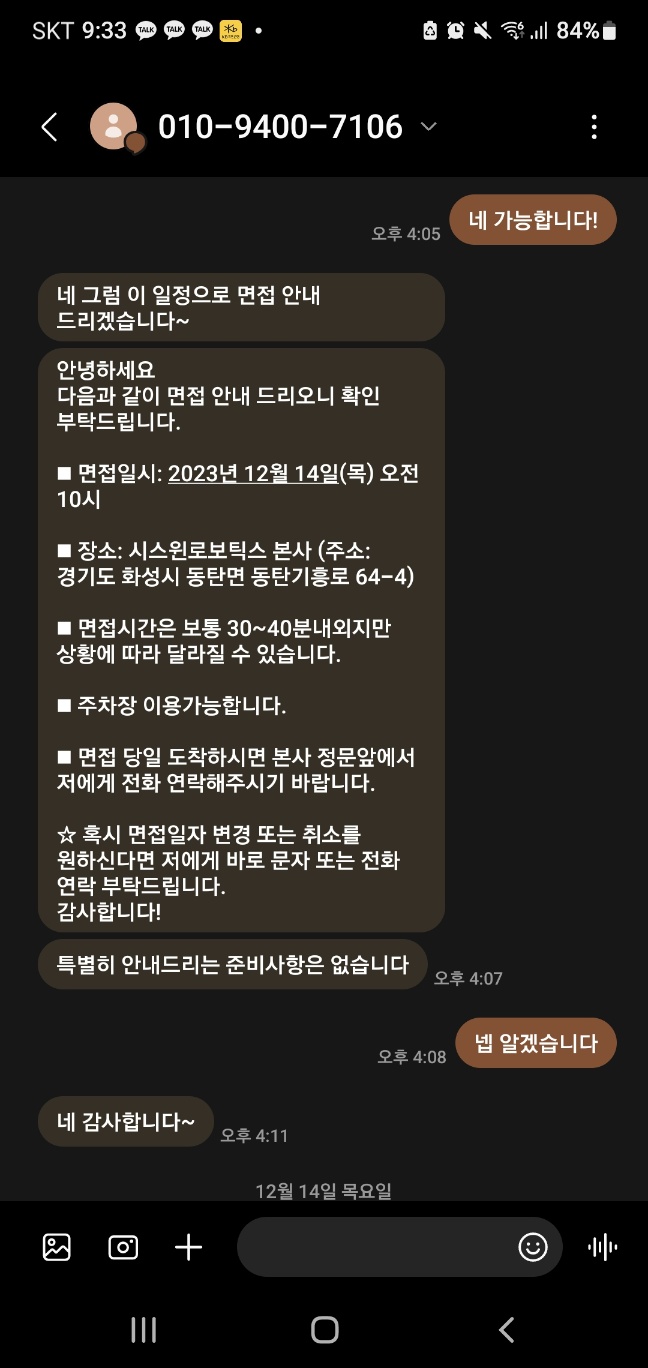 SKT 9:33 TALK TALK TALK 84%
010-9400-7106
네 가능합니다!
오후 4:05
네 그럼 이 일정으로 면접 안내
드리겠습니다~
안녕하세요
다음과 같이 면접 안내 드리오니 확인
부탁드립니다.
■ 면접일시: 2023년 12월 14일(목) 오전
10시
■ 장소: 시스윈로보틱스 본사 (주소:
경기도 화성시 동탄면 동탄기흥로 64-4)
■ 면접시간은 보통 30~40분내외지만
상황에 따라 달라질 수 있습니다.
■ 주차장 이용가능합니다.
■ 면접 당일 도착하시면 본사 정문앞에서
저에게 전화 연락해주시기 바랍니다.
☆ 혹시 면접일자 변경 또는 취소를
원하신다면 저에게 바로 문자 또는 전화
연락 부탁드립니다.
감사합니다!
특별히 안내드리는 준비사항은 없습니다
오후 4:07
넵 알겠습니다
오후 4:08
네 감사합니다~
오후 4:11
12월 14일 목요일